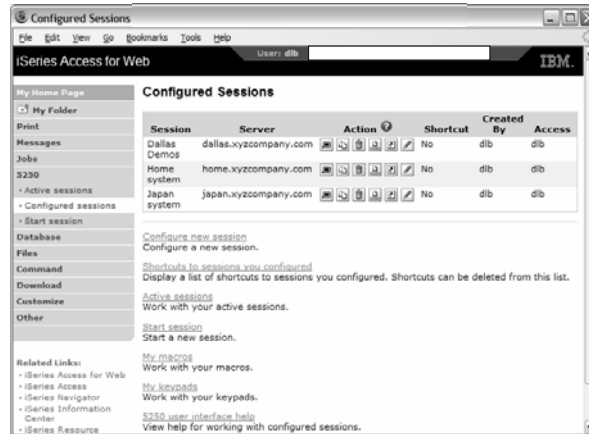 Configured Sessions
File Edit View Go Bookmarks Tools Help
iSeries Access for Web
User: dlb
IBM.
My Home Page
My Folder
Print
Messages
Jobs
5250
• Active sessions
• Configured sessions
• Start session
Database
Files
Command
Download
Customize
Other
Related Links:
• iSeries Access for Web
• iSeries Access
• iSeries Navigator
• iSeries Information Center
• iSeries Resource
Configured Sessions
Session Server Action ? Shortcut Created By Access
Dallas Demos dallas.xyzcompany.com No dlb dlb
Home system home.xyzcompany.com No dlb dlb
Japan system japan.xyzcompany.com No dlb dlb
Configure new session
Configure a new session.
Shortcuts to sessions you configured
Display a list of shortcuts to sessions you configured. Shortcuts can be deleted from this list.
Active sessions
Work with your active sessions.
Start session
Start a new session.
My macros
Work with your macros.
My keypads
Work with your keypads.
5250 user interface help
View help for working with configured sessions.